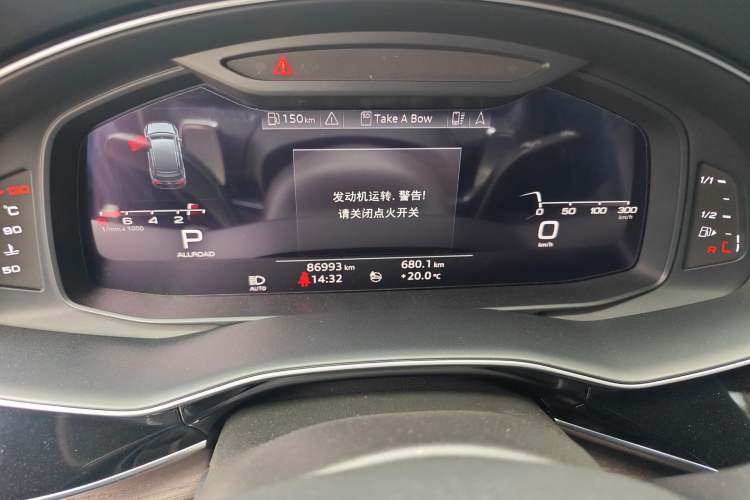 150km
Take A Bow
发动机运转, 警告!
请关闭点火开关
130
°C
90
50
6 4 2
1/min x 1000
P
ALLROAD
0 50 100 300
km/h
0
km/h
1/1
1/2
R
86993 km
680.1 km
AUTO
14:32
+20.0 °C